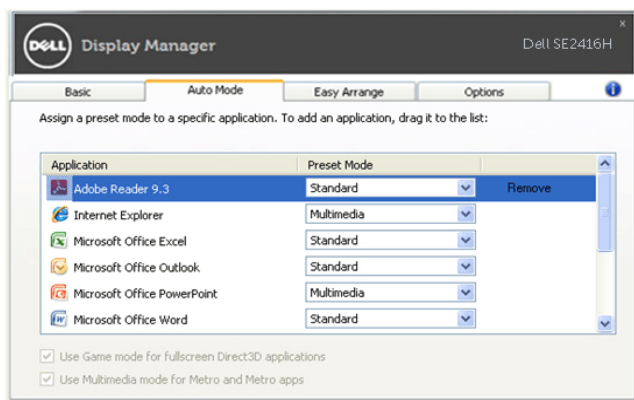 DELL Display Manager Dell SE2416H x
Basic Auto Mode Easy Arrange Options i
Assign a preset mode to a specific application. To add an application, drag it to the list:
Application Preset Mode
Adobe Reader 9.3 Standard Remove
Internet Explorer Multimedia
Microsoft Office Excel Standard
Microsoft Office Outlook Standard
Microsoft Office PowerPoint Multimedia
Microsoft Office Word Standard
Use Game mode for fullscreen Direct3D applications
Use Multimedia mode for Metro and Metro apps